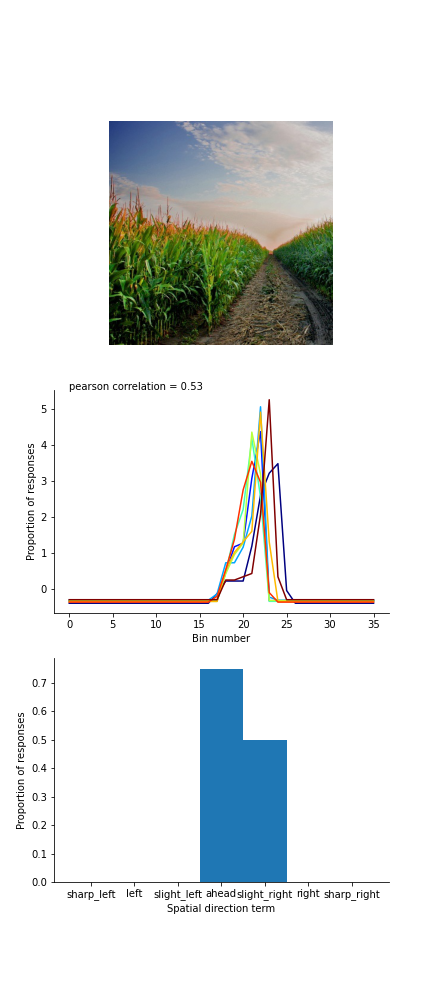 pearson correlation = 0.53
Proportion of responses
5
4
3
2
1
0
0 5 10 15 20 25 30 35
Bin number
Proportion of responses
0.7
0.6
0.5
0.4
0.3
0.2
0.1
0.0
sharp_left left slight_left ahead slight_right right sharp_right
Spatial direction term